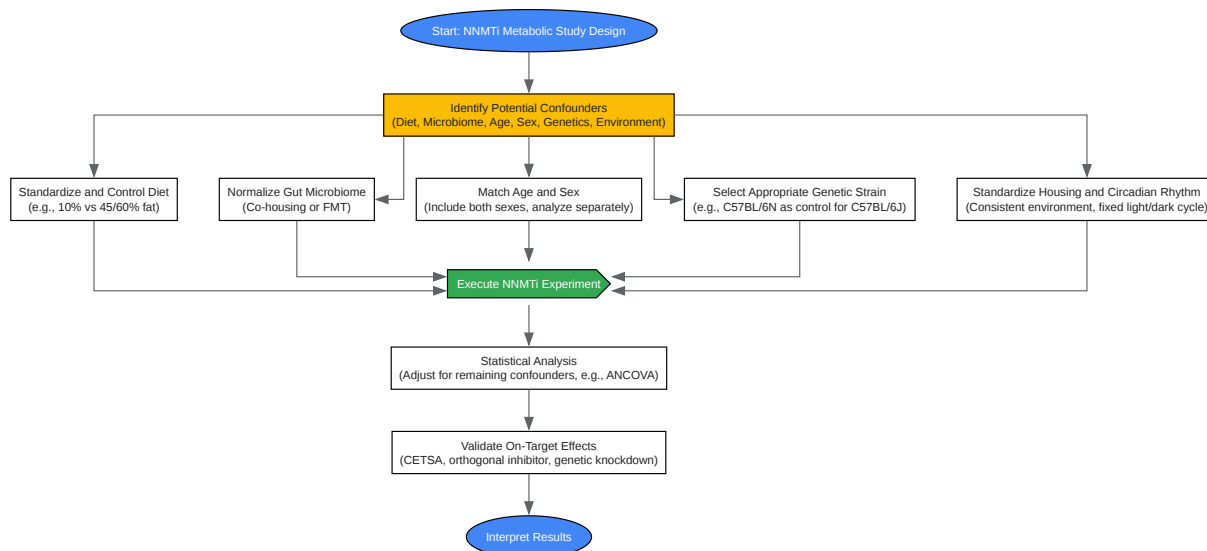 Start: NNMTi Metabolic Study Design
Identify Potential Confounders
(Diet, Microbiome, Age, Sex, Genetics, Environment)
Standardize and Control Diet
(e.g., 10% vs 45/60% fat)
Normalize Gut Microbiome
(Co-housing or FMT)
Match Age and Sex
(Include both sexes, analyze separately)
Select Appropriate Genetic Strain
(e.g., C57BL/6N as control for C57BL/6J)
Standardize Housing and Circadian Rhythm
(Consistent environment, fixed light/dark cycle)
Execute NNMTi Experiment
Statistical Analysis
(Adjust for remaining confounders, e.g., ANCOVA)
Validate On-Target Effects
(CETSA, orthogonal inhibitor, genetic knockdown)
Interpret Results